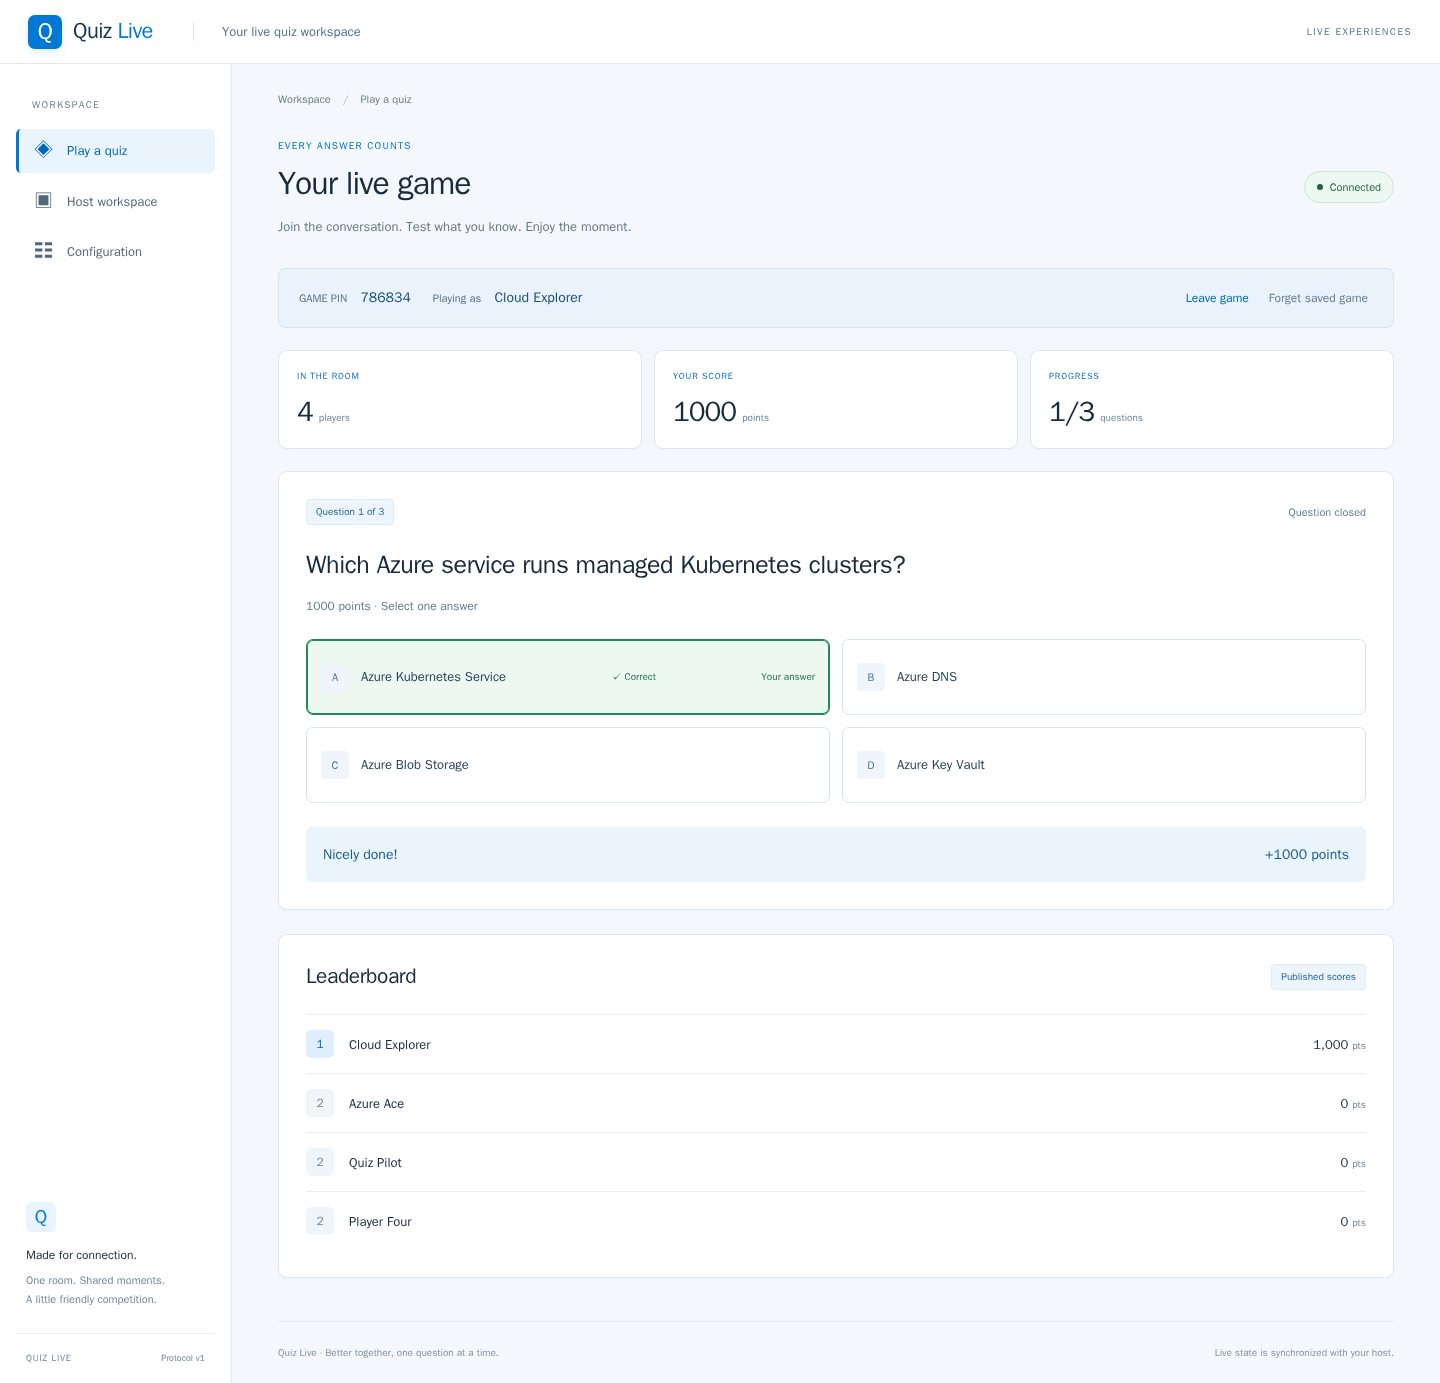 Q Quiz Live
Your live quiz workspace
LIVE EXPERIENCES
WORKSPACE
Play a quiz
Host workspace
Configuration
Workspace / Play a quiz
EVERY ANSWER COUNTS
Your live game
Connected
Join the conversation. Test what you know. Enjoy the moment.
GAME PIN 786834 Playing as Cloud Explorer
Leave game Forget saved game
IN THE ROOM
4 players
YOUR SCORE
1000 points
PROGRESS
1/3 questions
Question 1 of 3
Question closed
Which Azure service runs managed Kubernetes clusters?
1000 points · Select one answer
A Azure Kubernetes Service ✓ Correct Your answer
B Azure DNS
C Azure Blob Storage
D Azure Key Vault
Nicely done! +1000 points
Leaderboard
Published scores
1 Cloud Explorer 1,000 pts
2 Azure Ace 0 pts
2 Quiz Pilot 0 pts
2 Player Four 0 pts
Q
Made for connection.
One room. Shared moments.
A little friendly competition.
QUIZ LIVE Protocol v1
Quiz Live · Better together, one question at a time.
Live state is synchronized with your host.